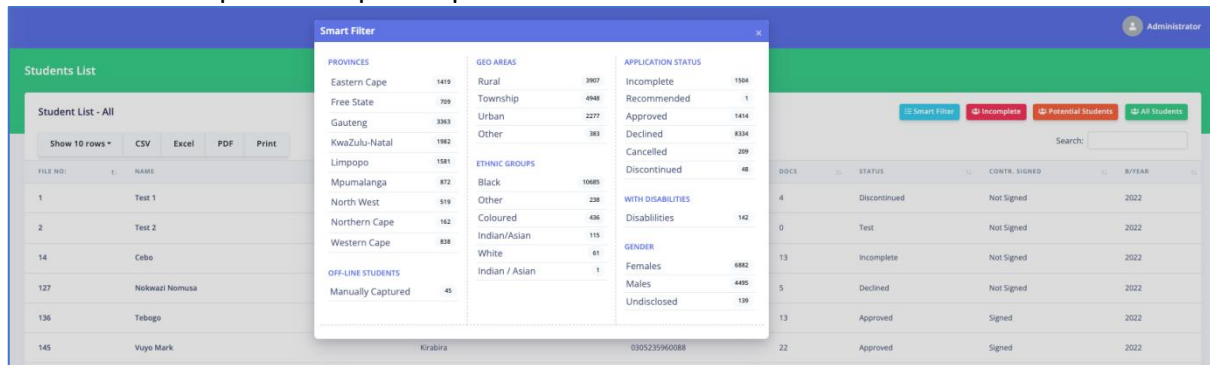 Administrator
Students List
Student List - All
Smart Filter
Incomplete
Potential Students
All Students
Show 10 rows
CSV
Excel
PDF
Print
Search:
FILE NO:
NAME
DOCS
STATUS
CONTR. SIGNED
B/YEAR
1 Test 1 4 Discontinued Not Signed 2022
2 Test 2 0 Test Not Signed 2022
14 Cebo 13 Incomplete Not Signed 2022
127 Nokwazi Nomusa 5 Declined Not Signed 2022
136 Tebogo 13 Approved Signed 2022
145 Vuyo Mark Kirabira 0305235960088 22 Approved Signed 2022
Smart Filter ×
PROVINCES
Eastern Cape 1419
Free State 709
Gauteng 3363
KwaZulu-Natal 1982
Limpopo 1581
Mpumalanga 872
North West 519
Northern Cape 162
Western Cape 838
OFF-LINE STUDENTS
Manually Captured 45
GEO AREAS
Rural 3907
Township 4948
Urban 2277
Other 383
ETHNIC GROUPS
Black 10685
Other 238
Coloured 436
Indian/Asian 115
White 61
Indian / Asian 1
APPLICATION STATUS
Incomplete 1504
Recommended 1
Approved 1414
Declined 8334
Cancelled 209
Discontinued 48
WITH DISABILITIES
Disablilities 142
GENDER
Females 6882
Males 4495
Undisclosed 139